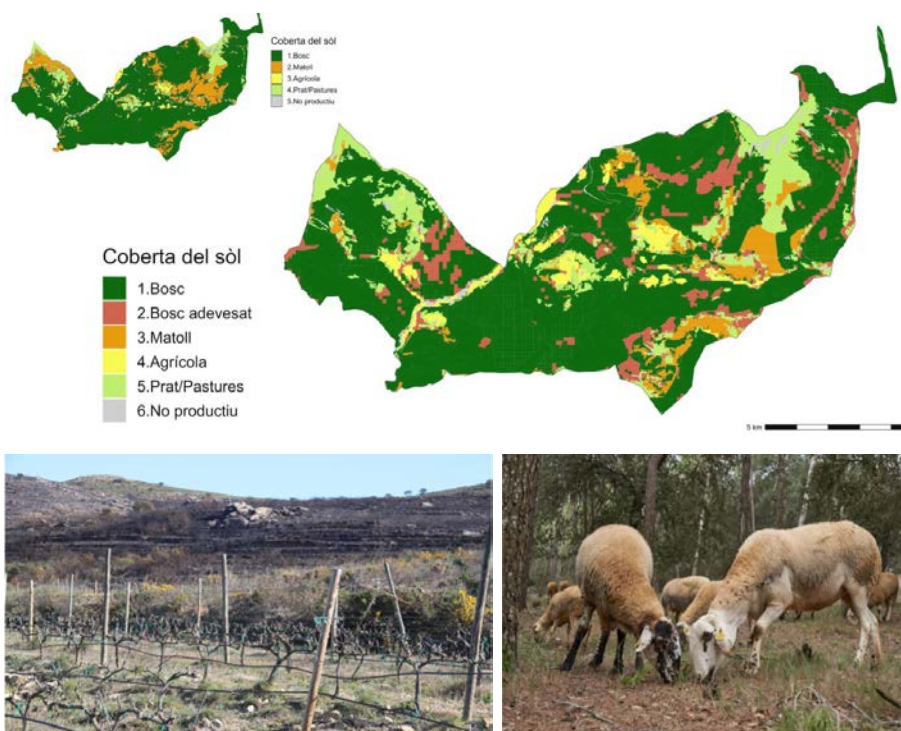 Coberta del sòl
1.Bosc
2.Matoll
3.Agrícola
4.Prat/Pastures
5.No productiu
Coberta del sòl
1.Bosc
2.Bosc adevesat
3.Matoll
4.Agrícola
5.Prat/Pastures
6.No productiu
5 km